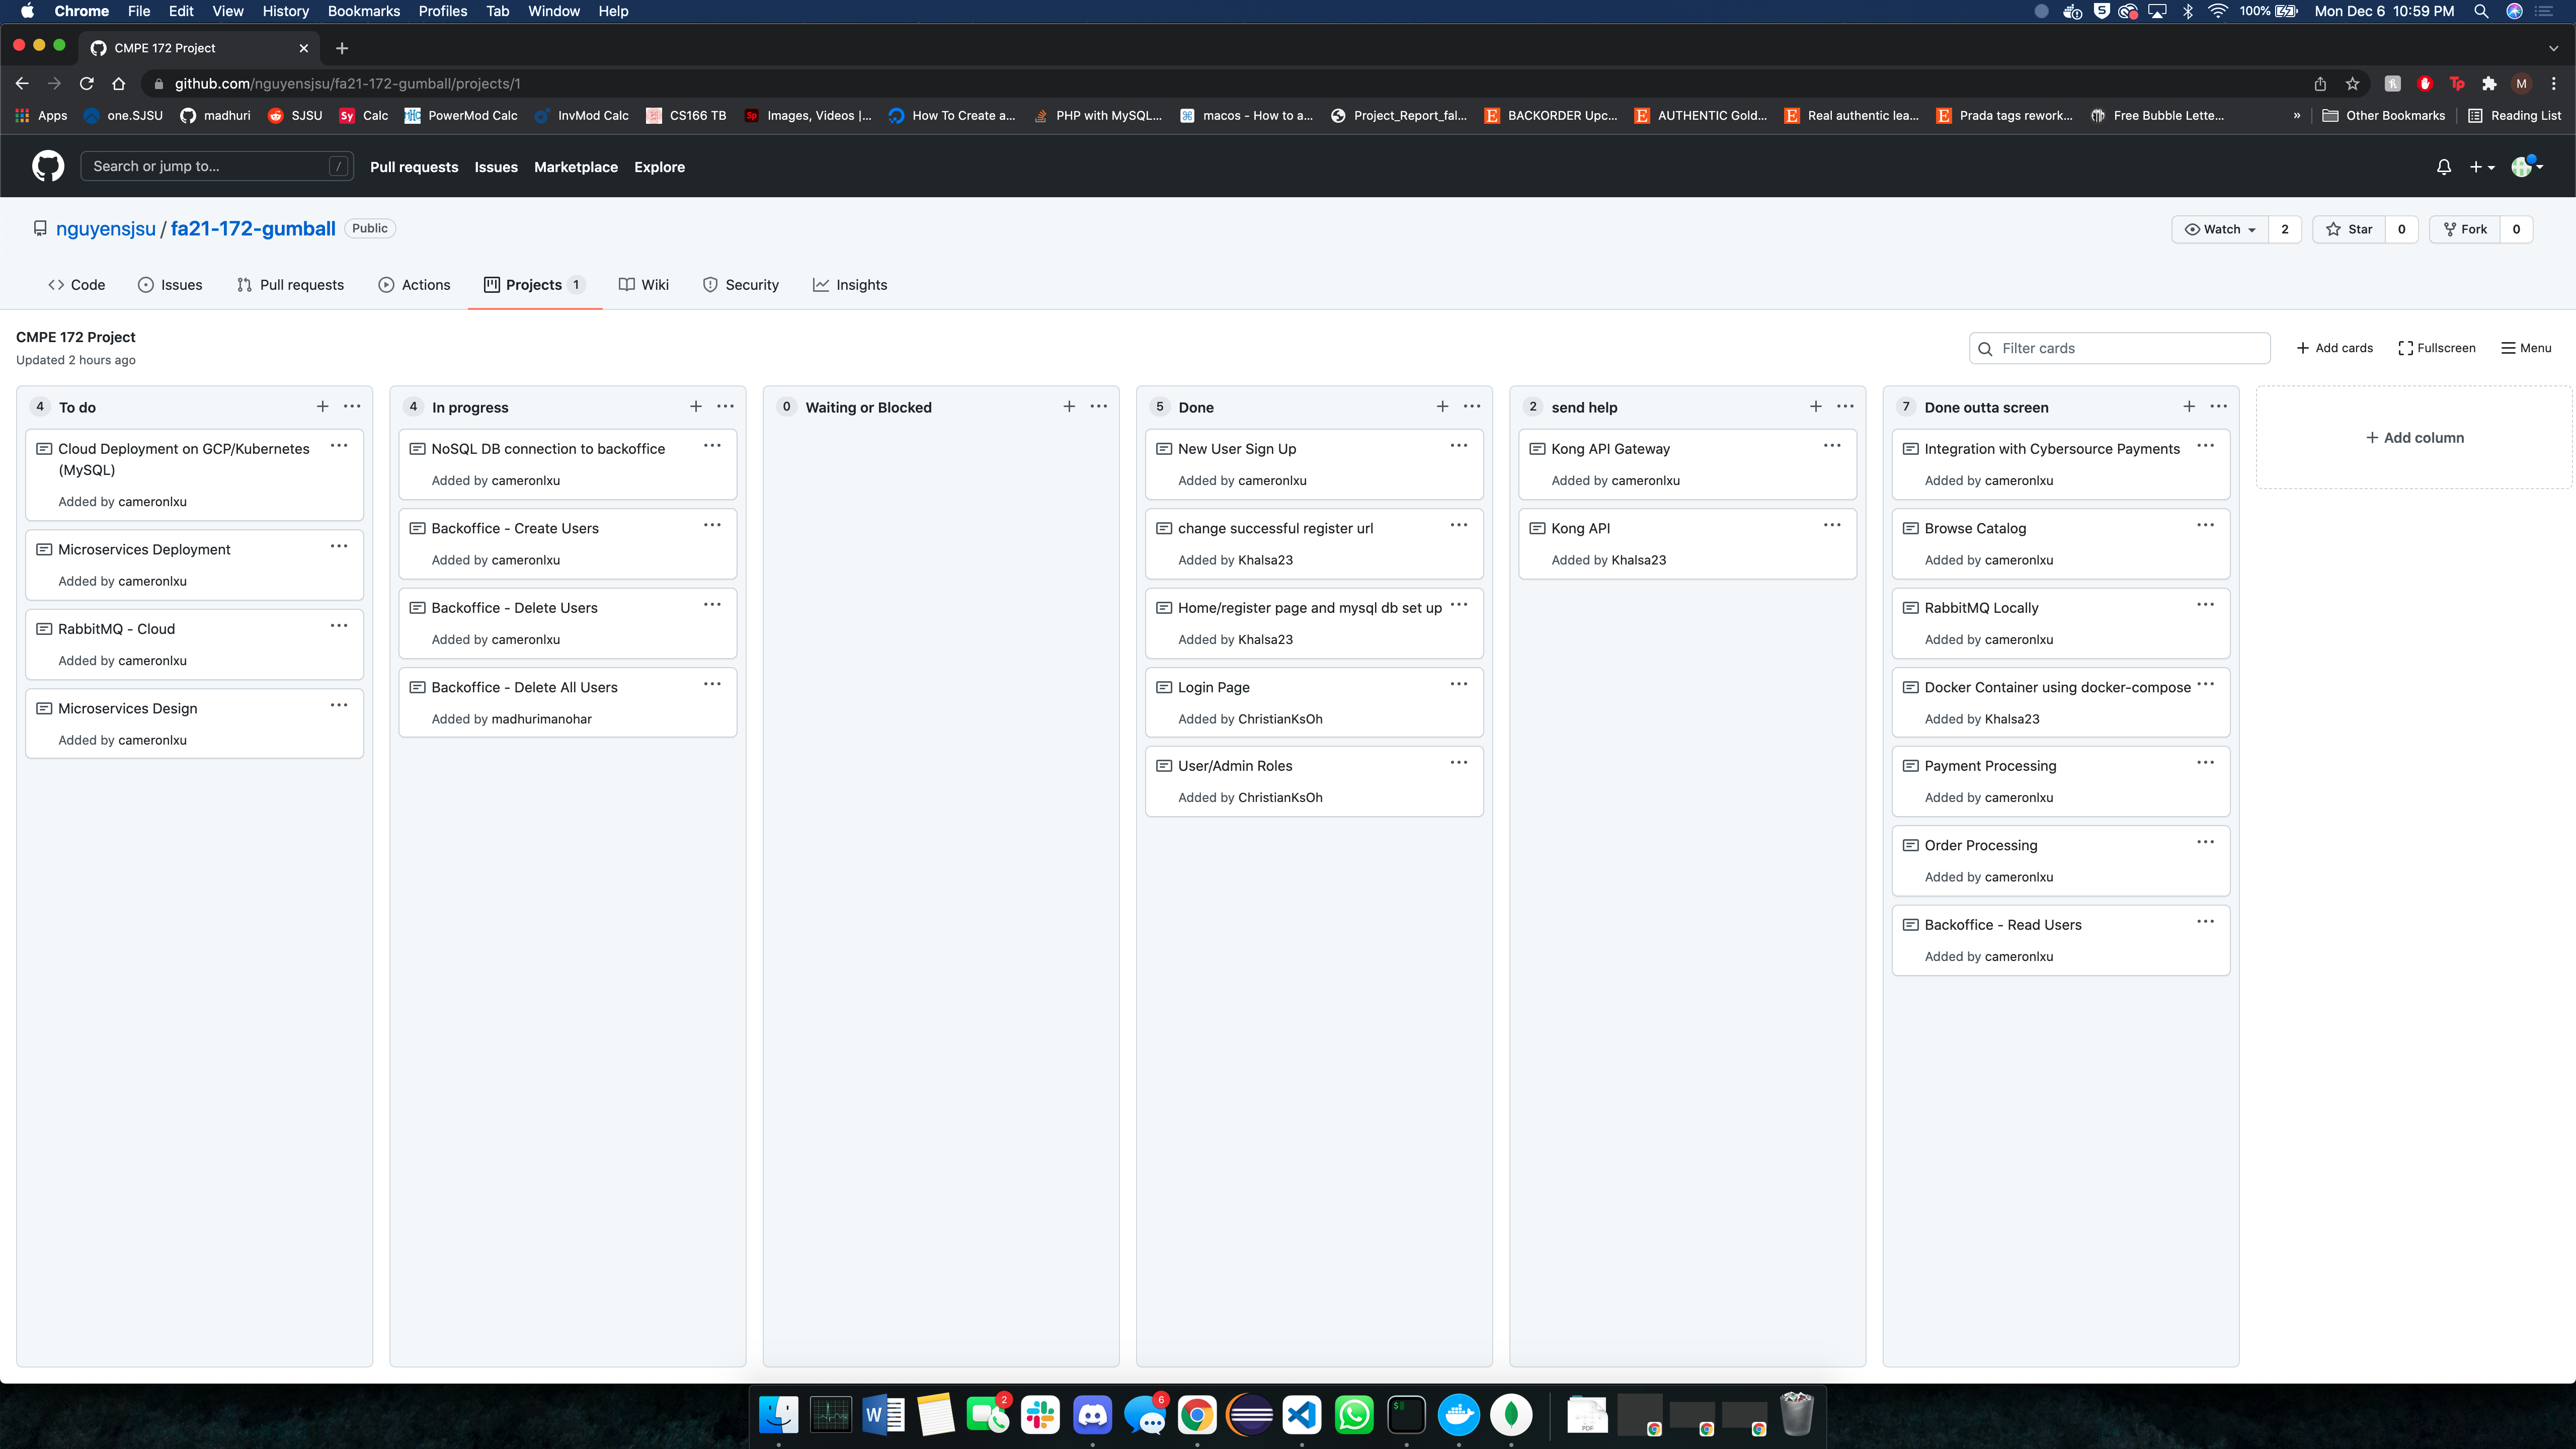 Chrome File Edit View History Bookmarks Profiles Tab Window Help 100% Mon Dec 6 10:59 PM
CMPE 172 Project
github.com/nguyensjsu/fa21-172-gumball/projects/1 Tp M
Apps one.SJSU madhuri SJSU Sy Calc PowerMod Calc InvMod Calc CS166 TB Sp Images, Videos |... How To Create a... PHP with MySQL... macos - How to a... Project_Report_fal... E BACKORDER Upc... E AUTHENTIC Gold... E Real authentic lea... E Prada tags rework... Free Bubble Lette... » Other Bookmarks Reading List
Search or jump to... / Pull requests Issues Marketplace Explore
nguyensjsu / fa21-172-gumball Public Watch 2 Star 0 Fork 0
Code Issues Pull requests Actions Projects 1 Wiki Security Insights
CMPE 172 Project
Updated 2 hours ago
Filter cards + Add cards Fullscreen Menu
4 To do
Cloud Deployment on GCP/Kubernetes
(MySQL)
Added by cameronlxu
Microservices Deployment
Added by cameronlxu
RabbitMQ - Cloud
Added by cameronlxu
Microservices Design
Added by cameronlxu
4 In progress
NoSQL DB connection to backoffice
Added by cameronlxu
Backoffice - Create Users
Added by cameronlxu
Backoffice - Delete Users
Added by cameronlxu
Backoffice - Delete All Users
Added by madhurimanohar
0 Waiting or Blocked
5 Done
New User Sign Up
Added by cameronlxu
change successful register url
Added by Khalsa23
Home/register page and mysql db set up
Added by Khalsa23
Login Page
Added by ChristianKsOh
User/Admin Roles
Added by ChristianKsOh
2 send help
Kong API Gateway
Added by cameronlxu
Kong API
Added by Khalsa23
7 Done outta screen
Integration with Cybersource Payments
Added by cameronlxu
Browse Catalog
Added by cameronlxu
RabbitMQ Locally
Added by cameronlxu
Docker Container using docker-compose
Added by Khalsa23
Payment Processing
Added by cameronlxu
Order Processing
Added by cameronlxu
Backoffice - Read Users
Added by cameronlxu
+ Add column
W 2 6 $ PDF